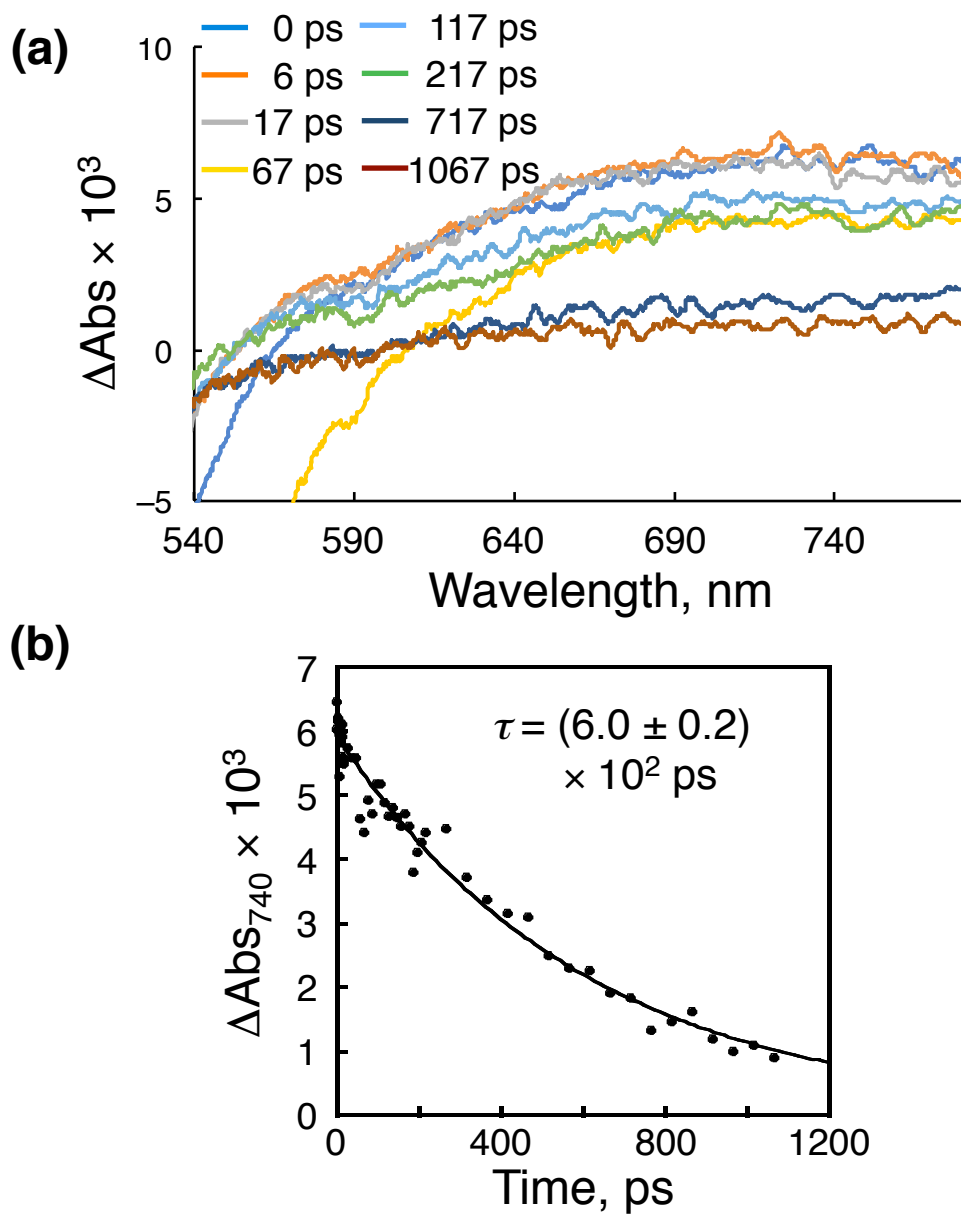 (a)
0 ps 117 ps
6 ps 217 ps
17 ps 717 ps
67 ps 1067 ps
10
5
0
–5
ΔAbs × 10³
540 590 640 690 740
Wavelength, nm
(b)
7
6
5
4
3
2
1
0
ΔAbs₇₄₀ × 10³
τ = (6.0 ± 0.2)
× 10² ps
0 400 800 1200
Time, ps